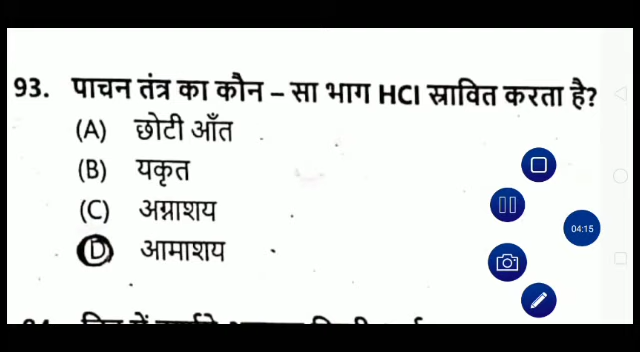 93. पाचन तंत्र का कौन – सा भाग HCl स्रावित करता है?
(A) छोटी आँत
(B) यकृत
(C) अग्नाशय
(D) आमाशय
04:15